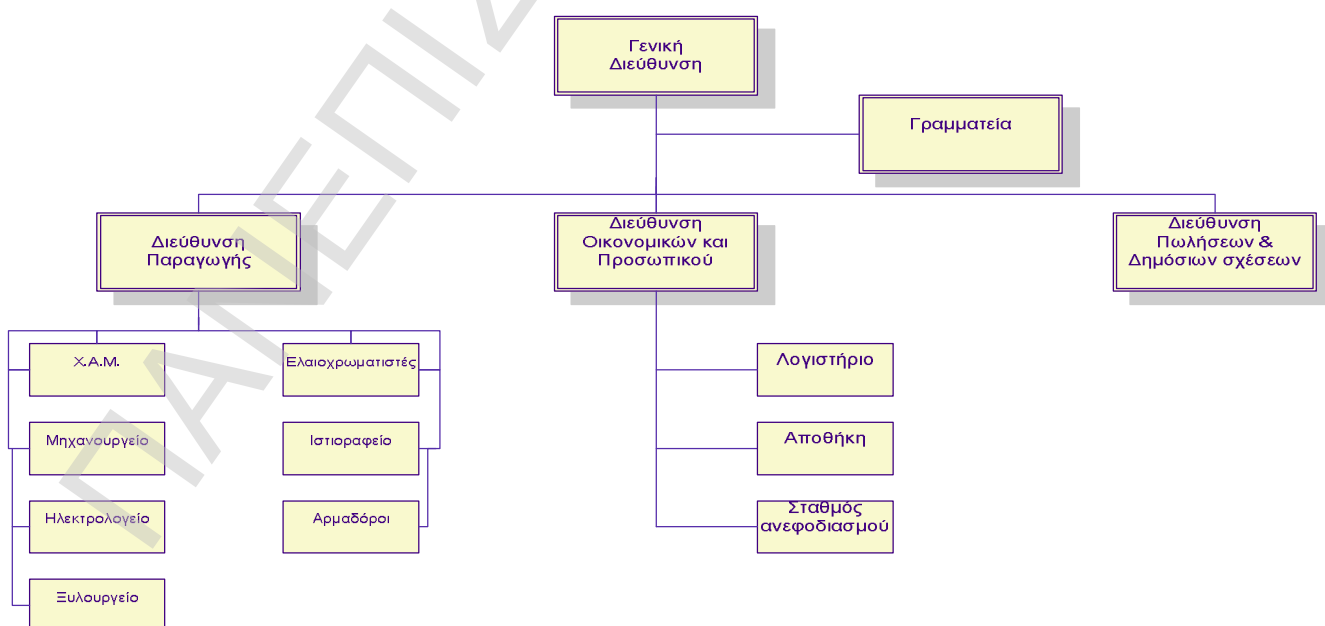 Γενική
Διεύθυνση
Γραμματεία
Διεύθυνση
Παραγωγής
Διεύθυνση
Οικονομικών και
Προσωπικού
Διεύθυνση
Πωλήσεων &
Δημόσιων σχέσεων
Χ.Α.Μ.
Ελαιοχρωματιστές
Λογιστήριο
Μηχανουργείο
Ιστιοραφείο
Αποθήκη
Ηλεκτρολογείο
Αρμαδόροι
Σταθμός
ανεφοδιασμού
Ξυλουργείο